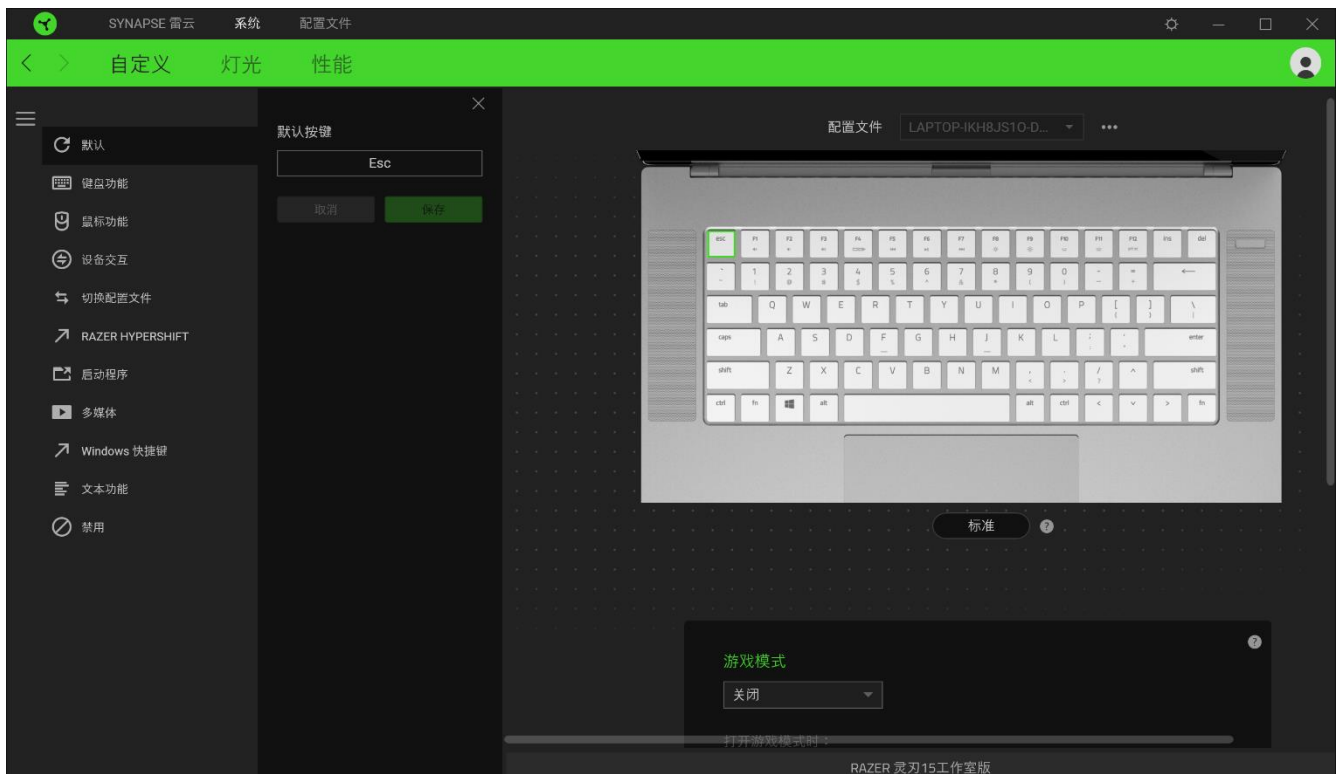 SYNAPSE 雷云 系统 配置文件
自定义 灯光 性能
默认
键盘功能
鼠标功能
设备交互
切换配置文件
RAZER HYPERSHIFT
启动程序
多媒体
Windows 快捷键
文本功能
禁用
默认按键
Esc
取消 保存
配置文件 LAPTOP-IKH8JS1O-D...
esc F1 F2 F3 F4 F5 F6 F7 F8 F9 F10 F11 F12 ins del
1 2 3 4 5 6 7 8 9 0
tab Q W E R T Y U I O P [ ] \
caps A S D F G H J K L enter
shift Z X C V B N M shift
ctrl fn alt alt ctrl fn
标准
游戏模式
关闭
打开游戏模式时：
RAZER 灵刃15工作室版